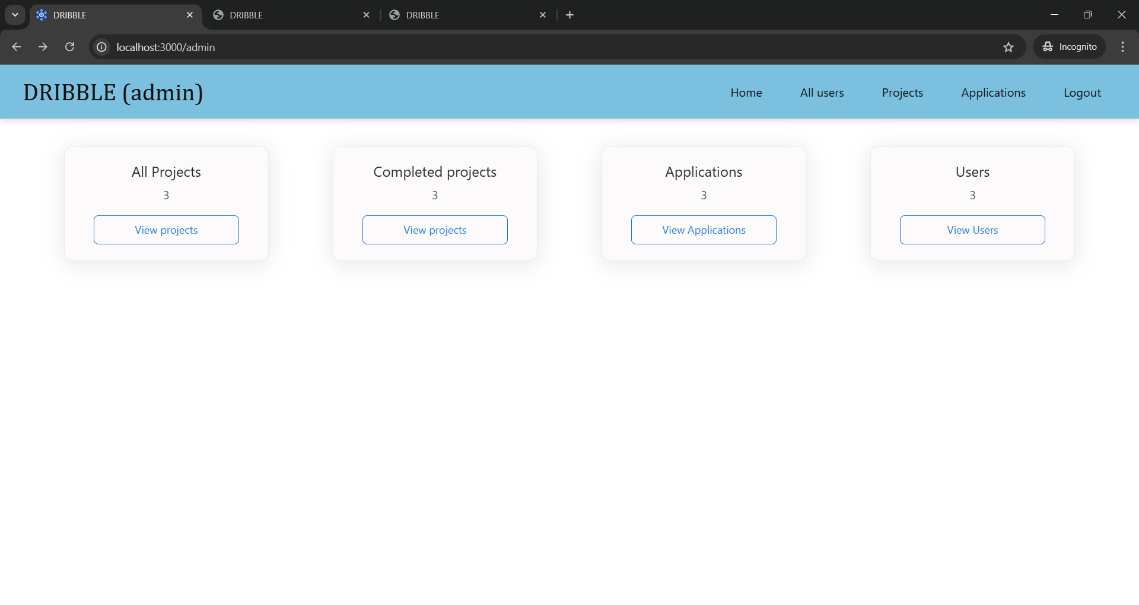 DRIBBLE
DRIBBLE
DRIBBLE
localhost:3000/admin
Incognito
DRIBBLE (admin)
Home
All users
Projects
Applications
Logout
All Projects
3
View projects
Completed projects
3
View projects
Applications
3
View Applications
Users
3
View Users